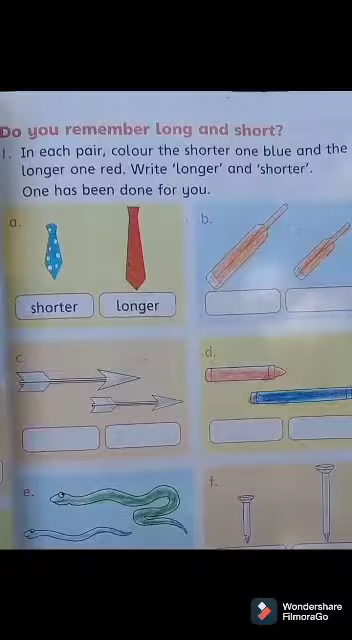 Do you remember long and short?
1. In each pair, colour the shorter one blue and the
longer one red. Write ‘longer’ and ‘shorter’.
One has been done for you.
a.
b.
shorter
longer
c.
d.
e.
f.
Wondershare
FilmoraGo